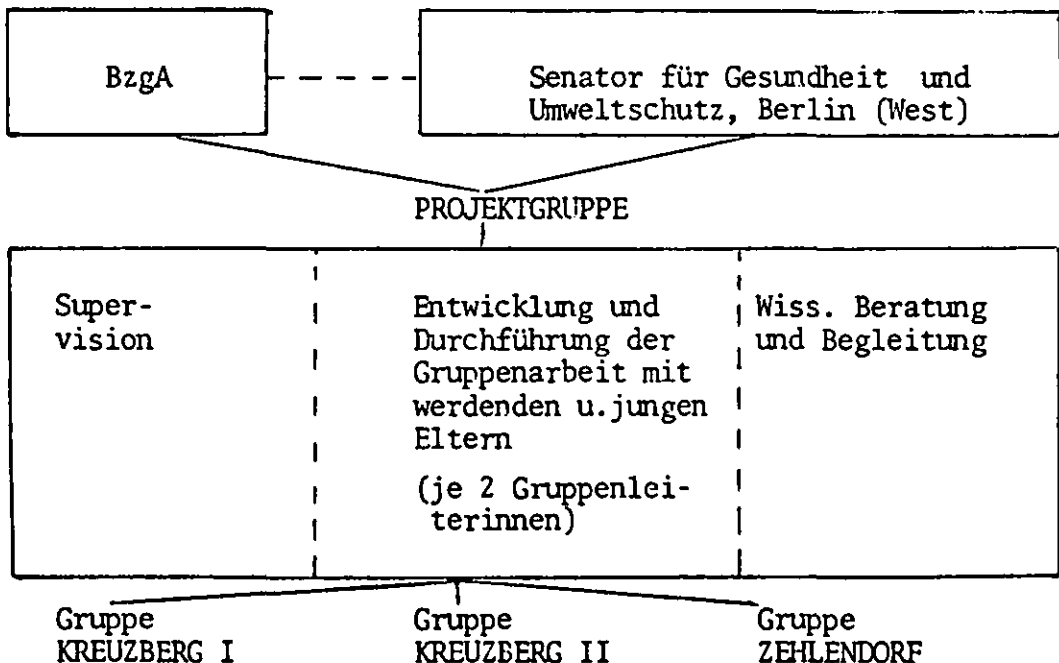 BzgA
Senator für Gesundheit und
Umweltschutz, Berlin (West)
PROJEKTGRUPPE
Super-
vision
Entwicklung und
Durchführung der
Gruppenarbeit mit
werdenden u.jungen
Eltern
(je 2 Gruppenlei-
terinnen)
Wiss. Beratung
und Begleitung
Gruppe
KREUZBERG I
Gruppe
KREUZBERG II
Gruppe
ZEHLENDORF